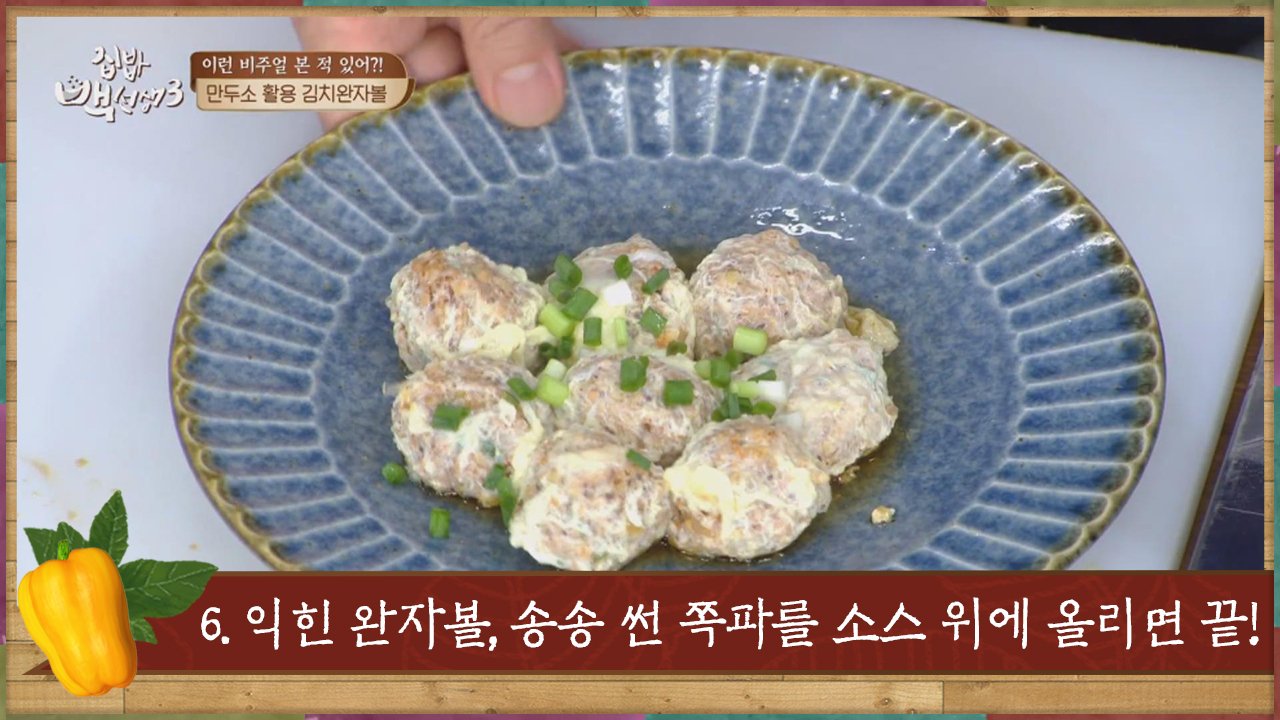 집밥
백선생3
이런 비주얼 본 적 있어?!
만두소 활용 김치완자볼
6. 익힌 완자볼, 송송 썬 쪽파를 소스 위에 올리면 끝!